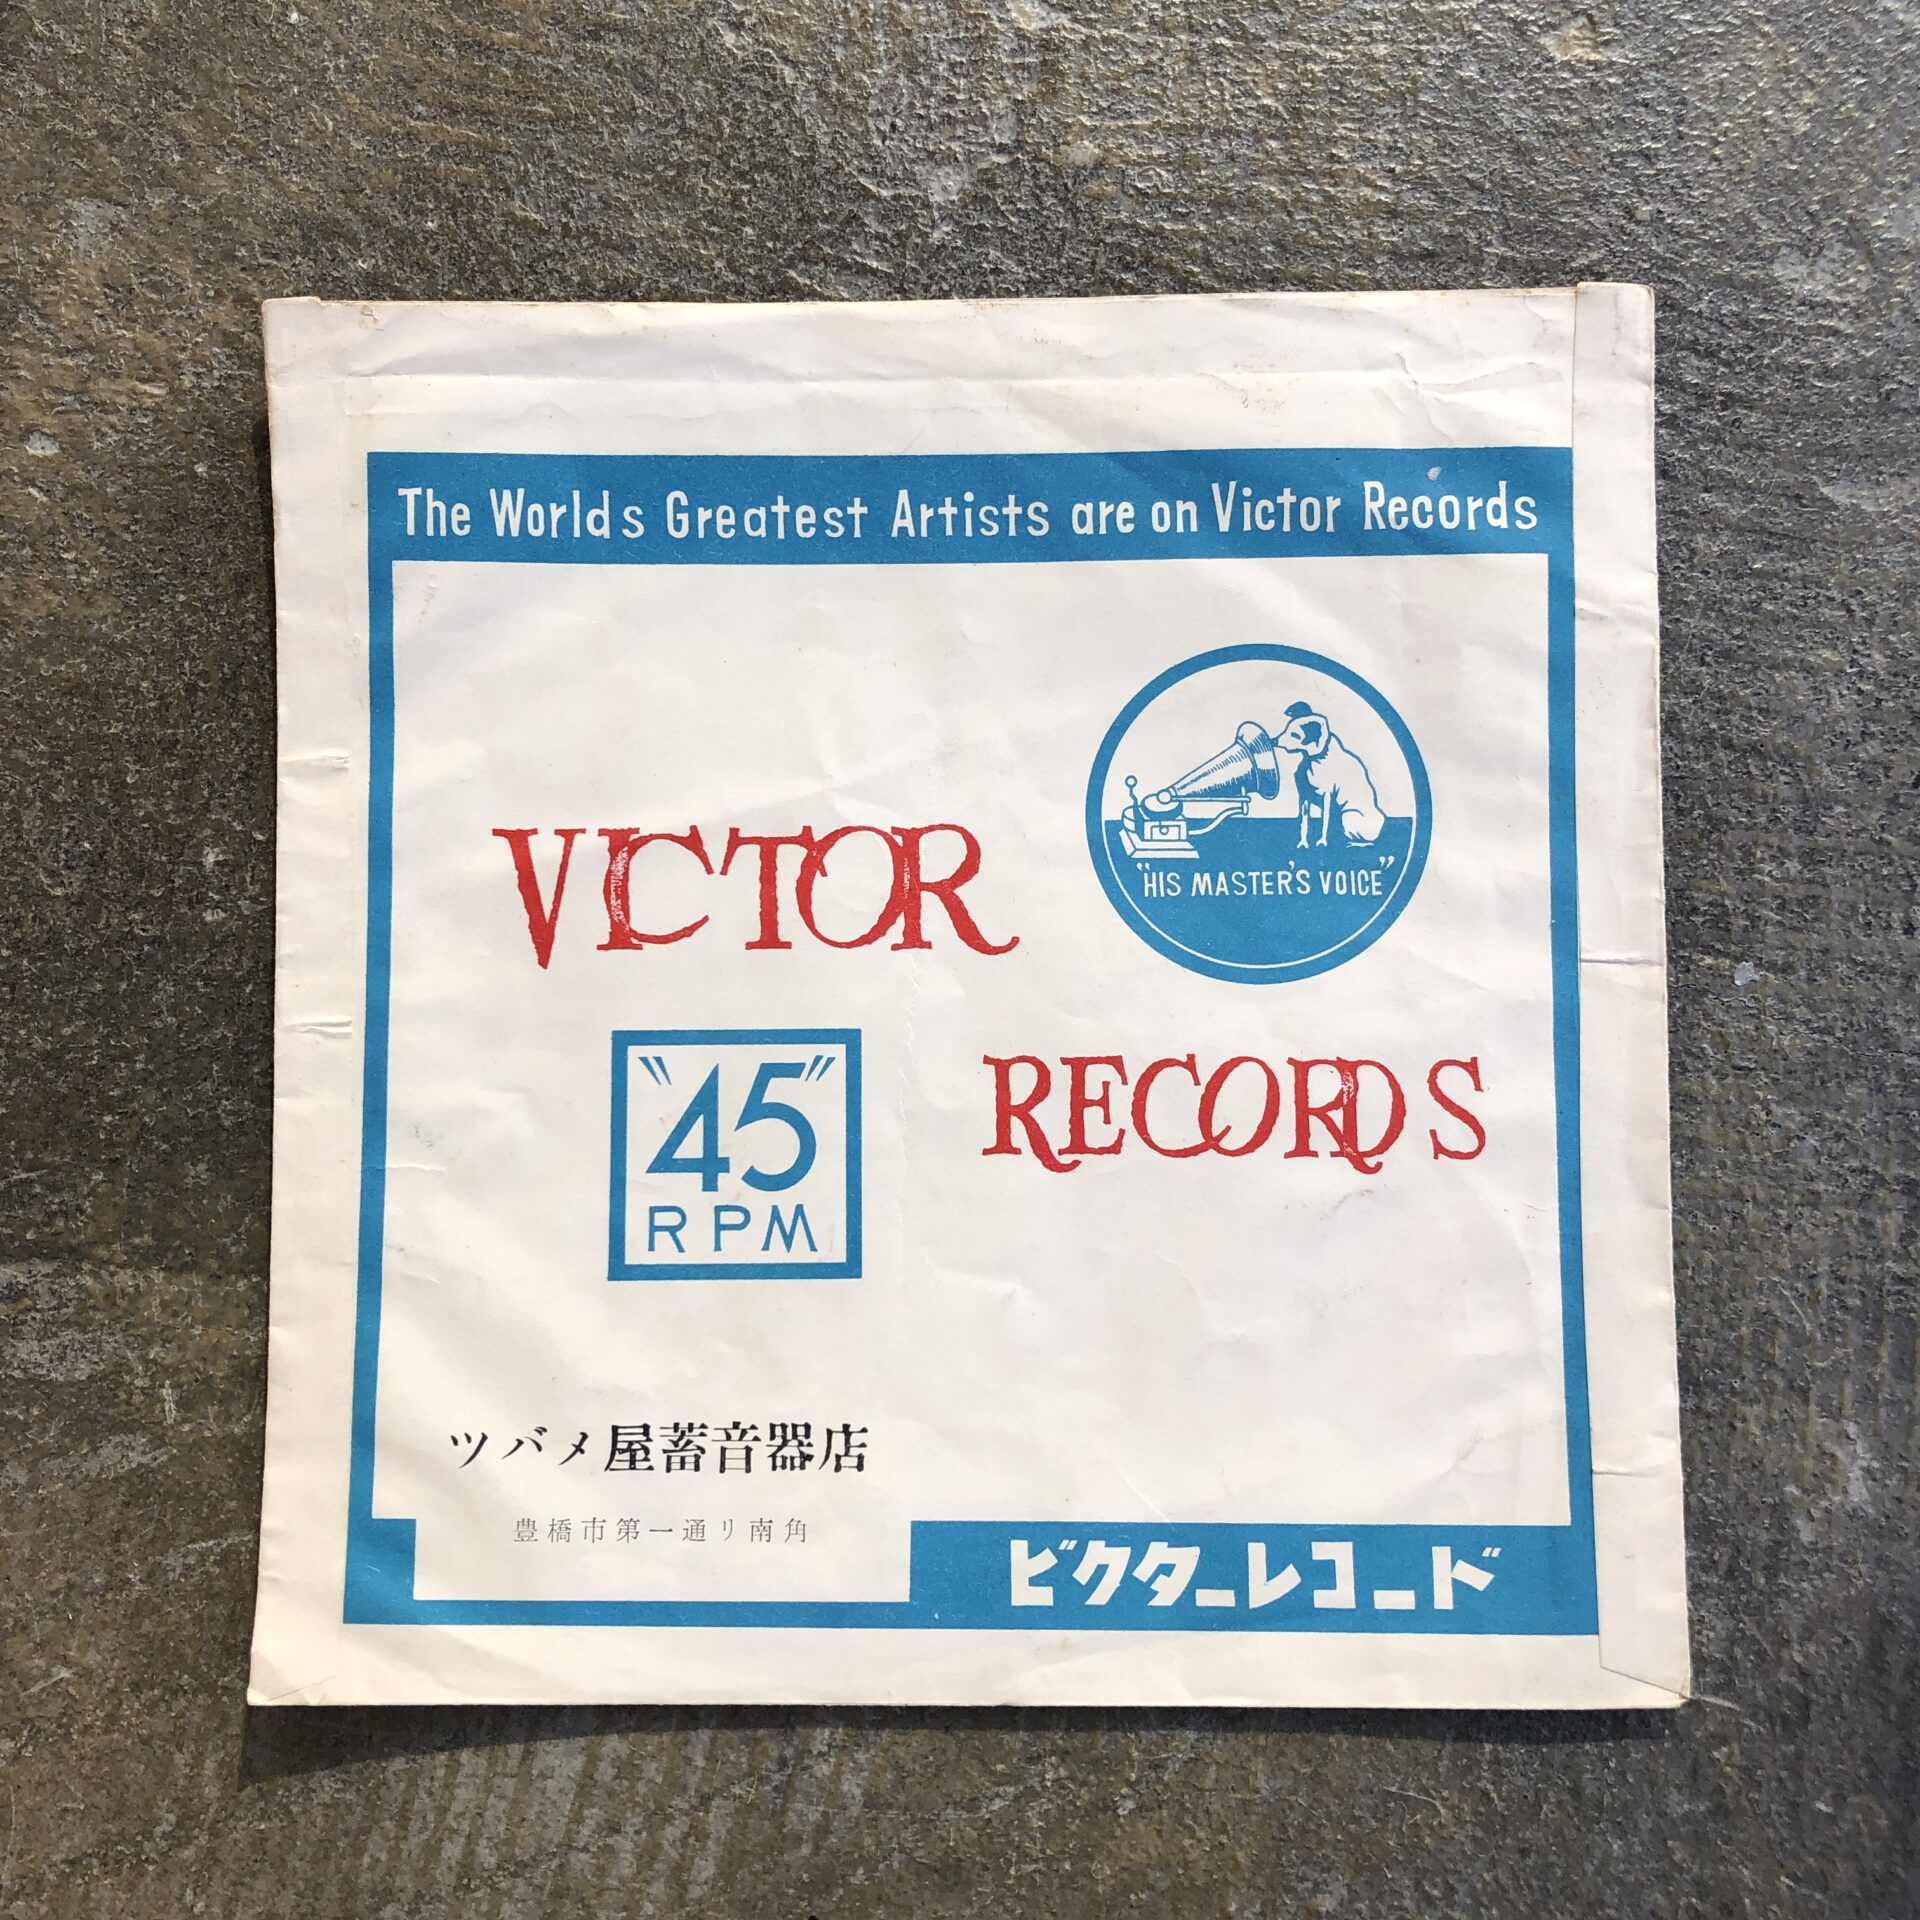 The Worlds Greatest Artists are on Victor Records
"HIS MASTER'S VOICE"
VICTOR
"45"
RPM
RECORDS
ツバメ屋蓄音器店
豊橋市第一通リ南角
ビクターレコード